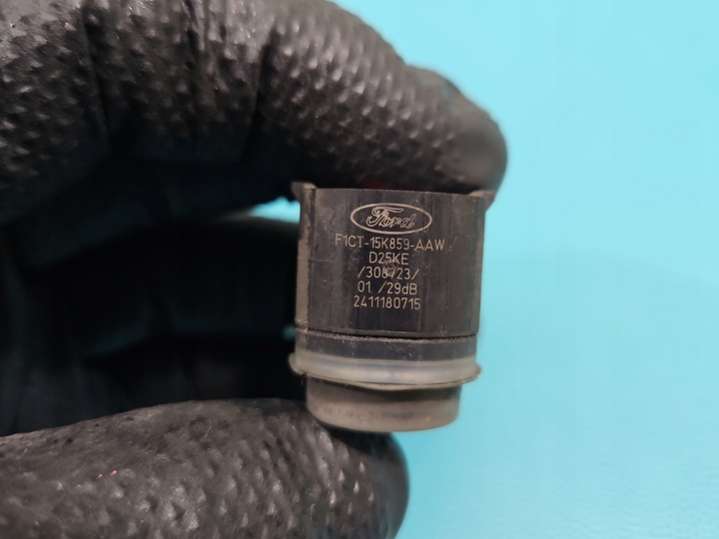 Ford
F1CT-15K859-AAW
D25KE
/308723/
01 /29dB
2411180715